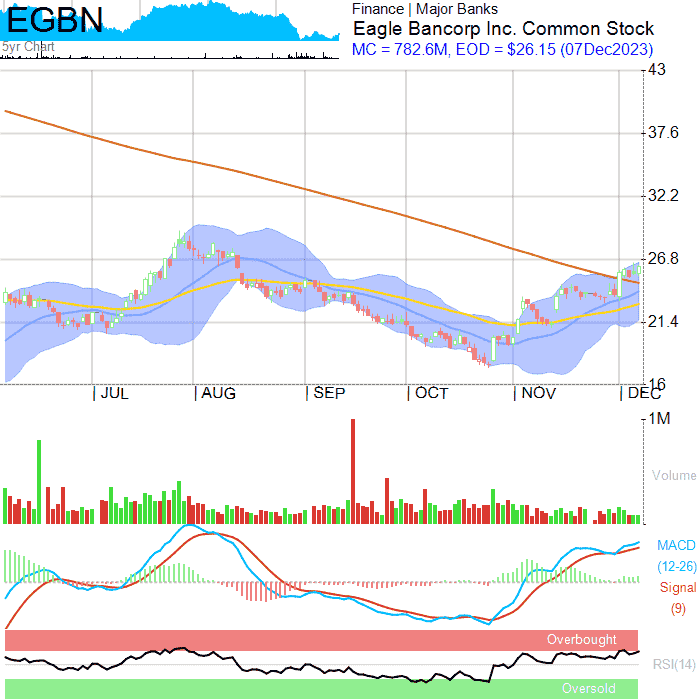 EGBN
5yr Chart
Finance | Major Banks
Eagle Bancorp Inc. Common Stock
MC = 782.6M, EOD = $26.15 (07Dec2023)
43
37.6
32.2
26.8
21.4
16
| JUL | AUG | SEP | OCT | NOV | DEC
1M
Volume
MACD
(12-26)
Signal
(9)
Overbought
RSI(14)
Oversold